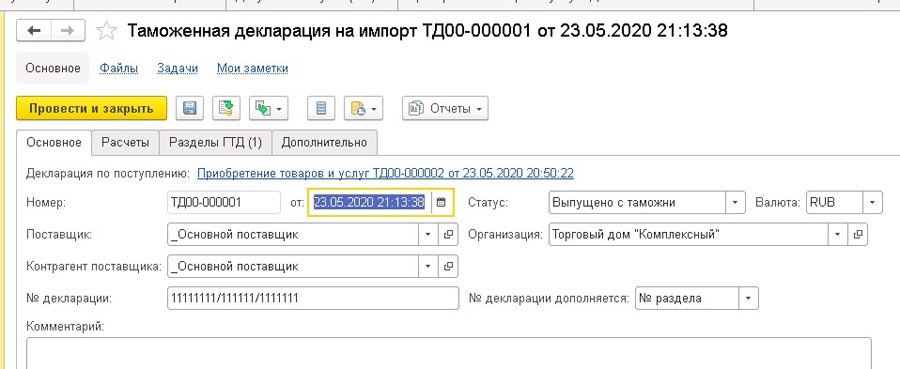 Таможенная декларация на импорт ТД00-000001 от 23.05.2020 21:13:38
Основное Файлы Задачи Мои заметки
Провести и закрыть Отчеты
Основное Расчеты Разделы ГТД (1) Дополнительно
Декларация по поступлению: Приобретение товаров и услуг ТД00-000002 от 23.05.2020 20:50:22
Номер: ТД00-000001 от: 23.05.2020 21:13:38 Статус: Выпущено с таможни Валюта: RUB
Поставщик: _Основной поставщик Организация: Торговый дом "Комплексный"
Контрагент поставщика: _Основной поставщик
№ декларации: 11111111/111111/1111111 № декларации дополняется: № раздела
Комментарий: